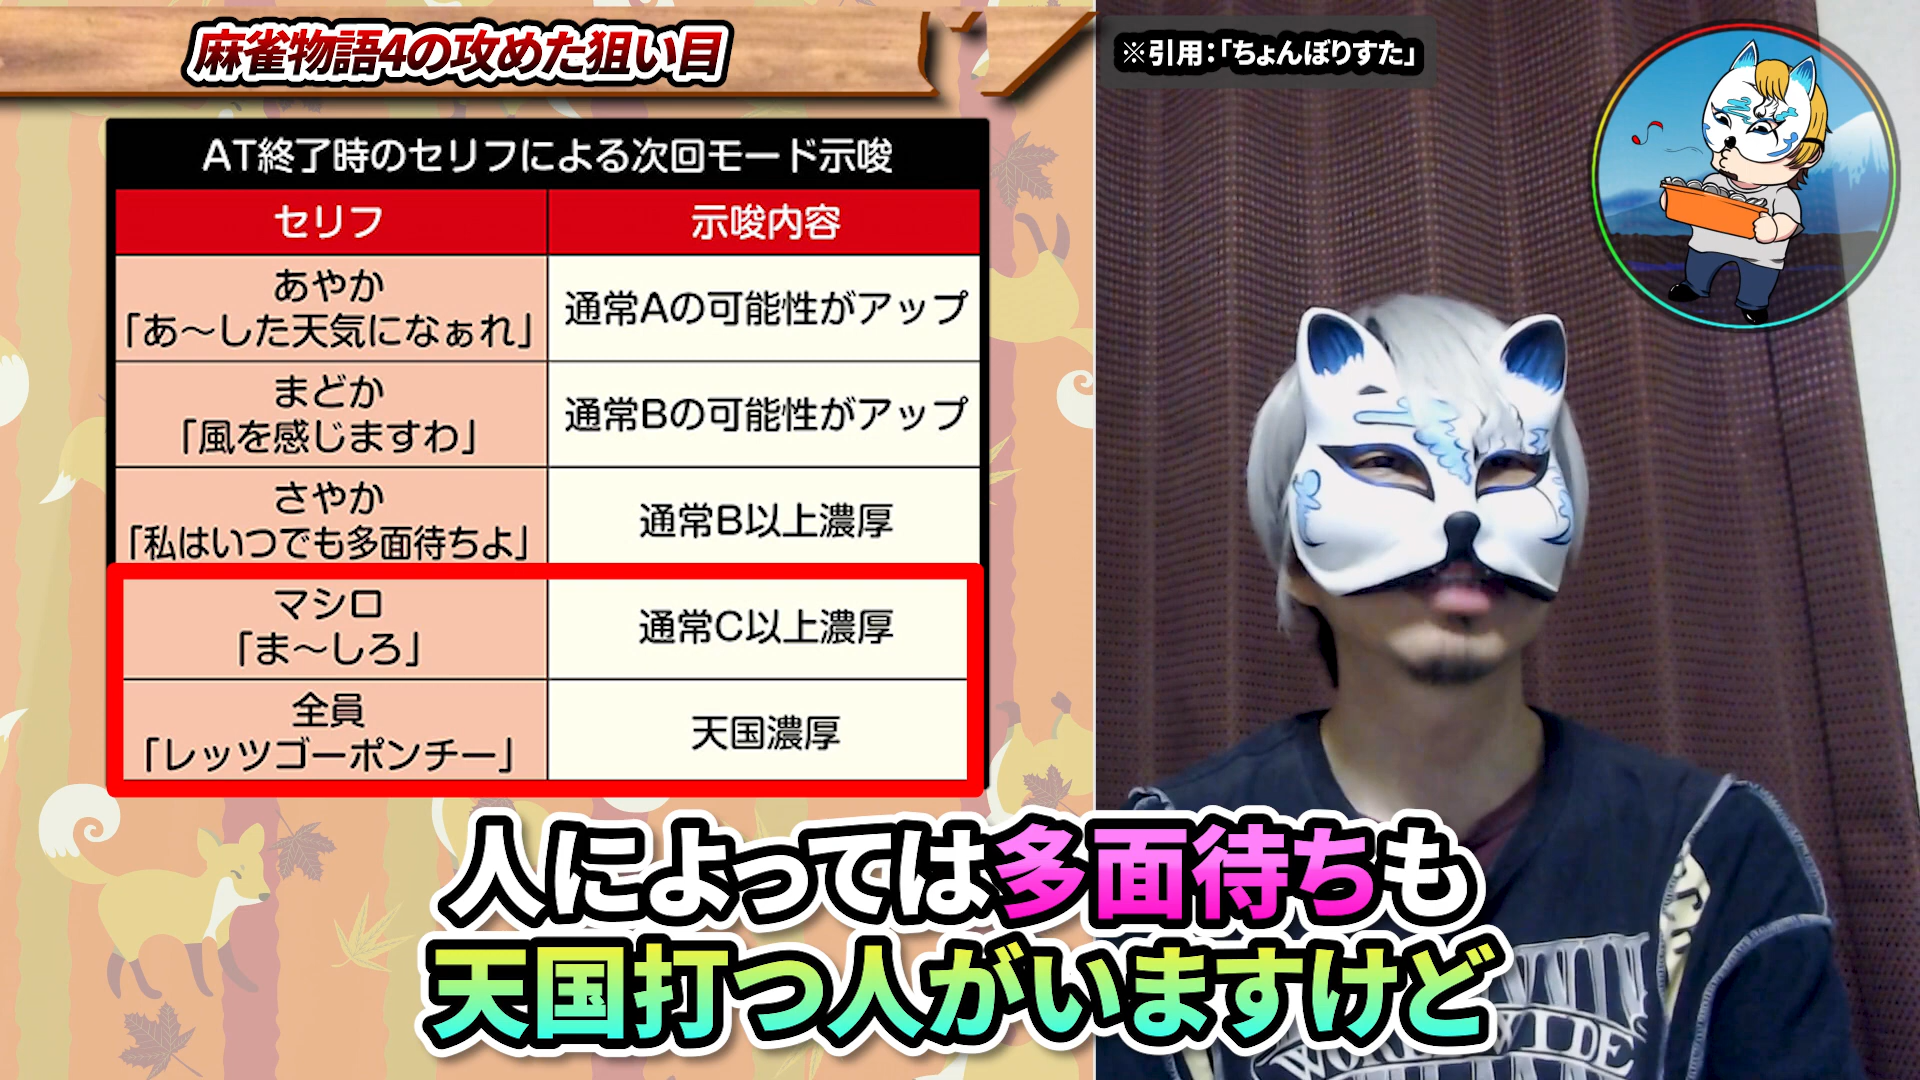 麻雀物語4の攻めた狙い目
※引用:「ちょんぼりすた」
AT終了時のセリフによる次回モード示唆
セリフ
示唆内容
あやか
「あ～した天気になぁれ」
通常Aの可能性がアップ
まどか
「風を感じますわ」
通常Bの可能性がアップ
さやか
「私はいつでも多面待ちよ」
通常B以上濃厚
マシロ
「ま～しろ」
通常C以上濃厚
全員
「レッツゴーポンチー」
天国濃厚
人によっては多面待ちも
天国打つ人がいますけど